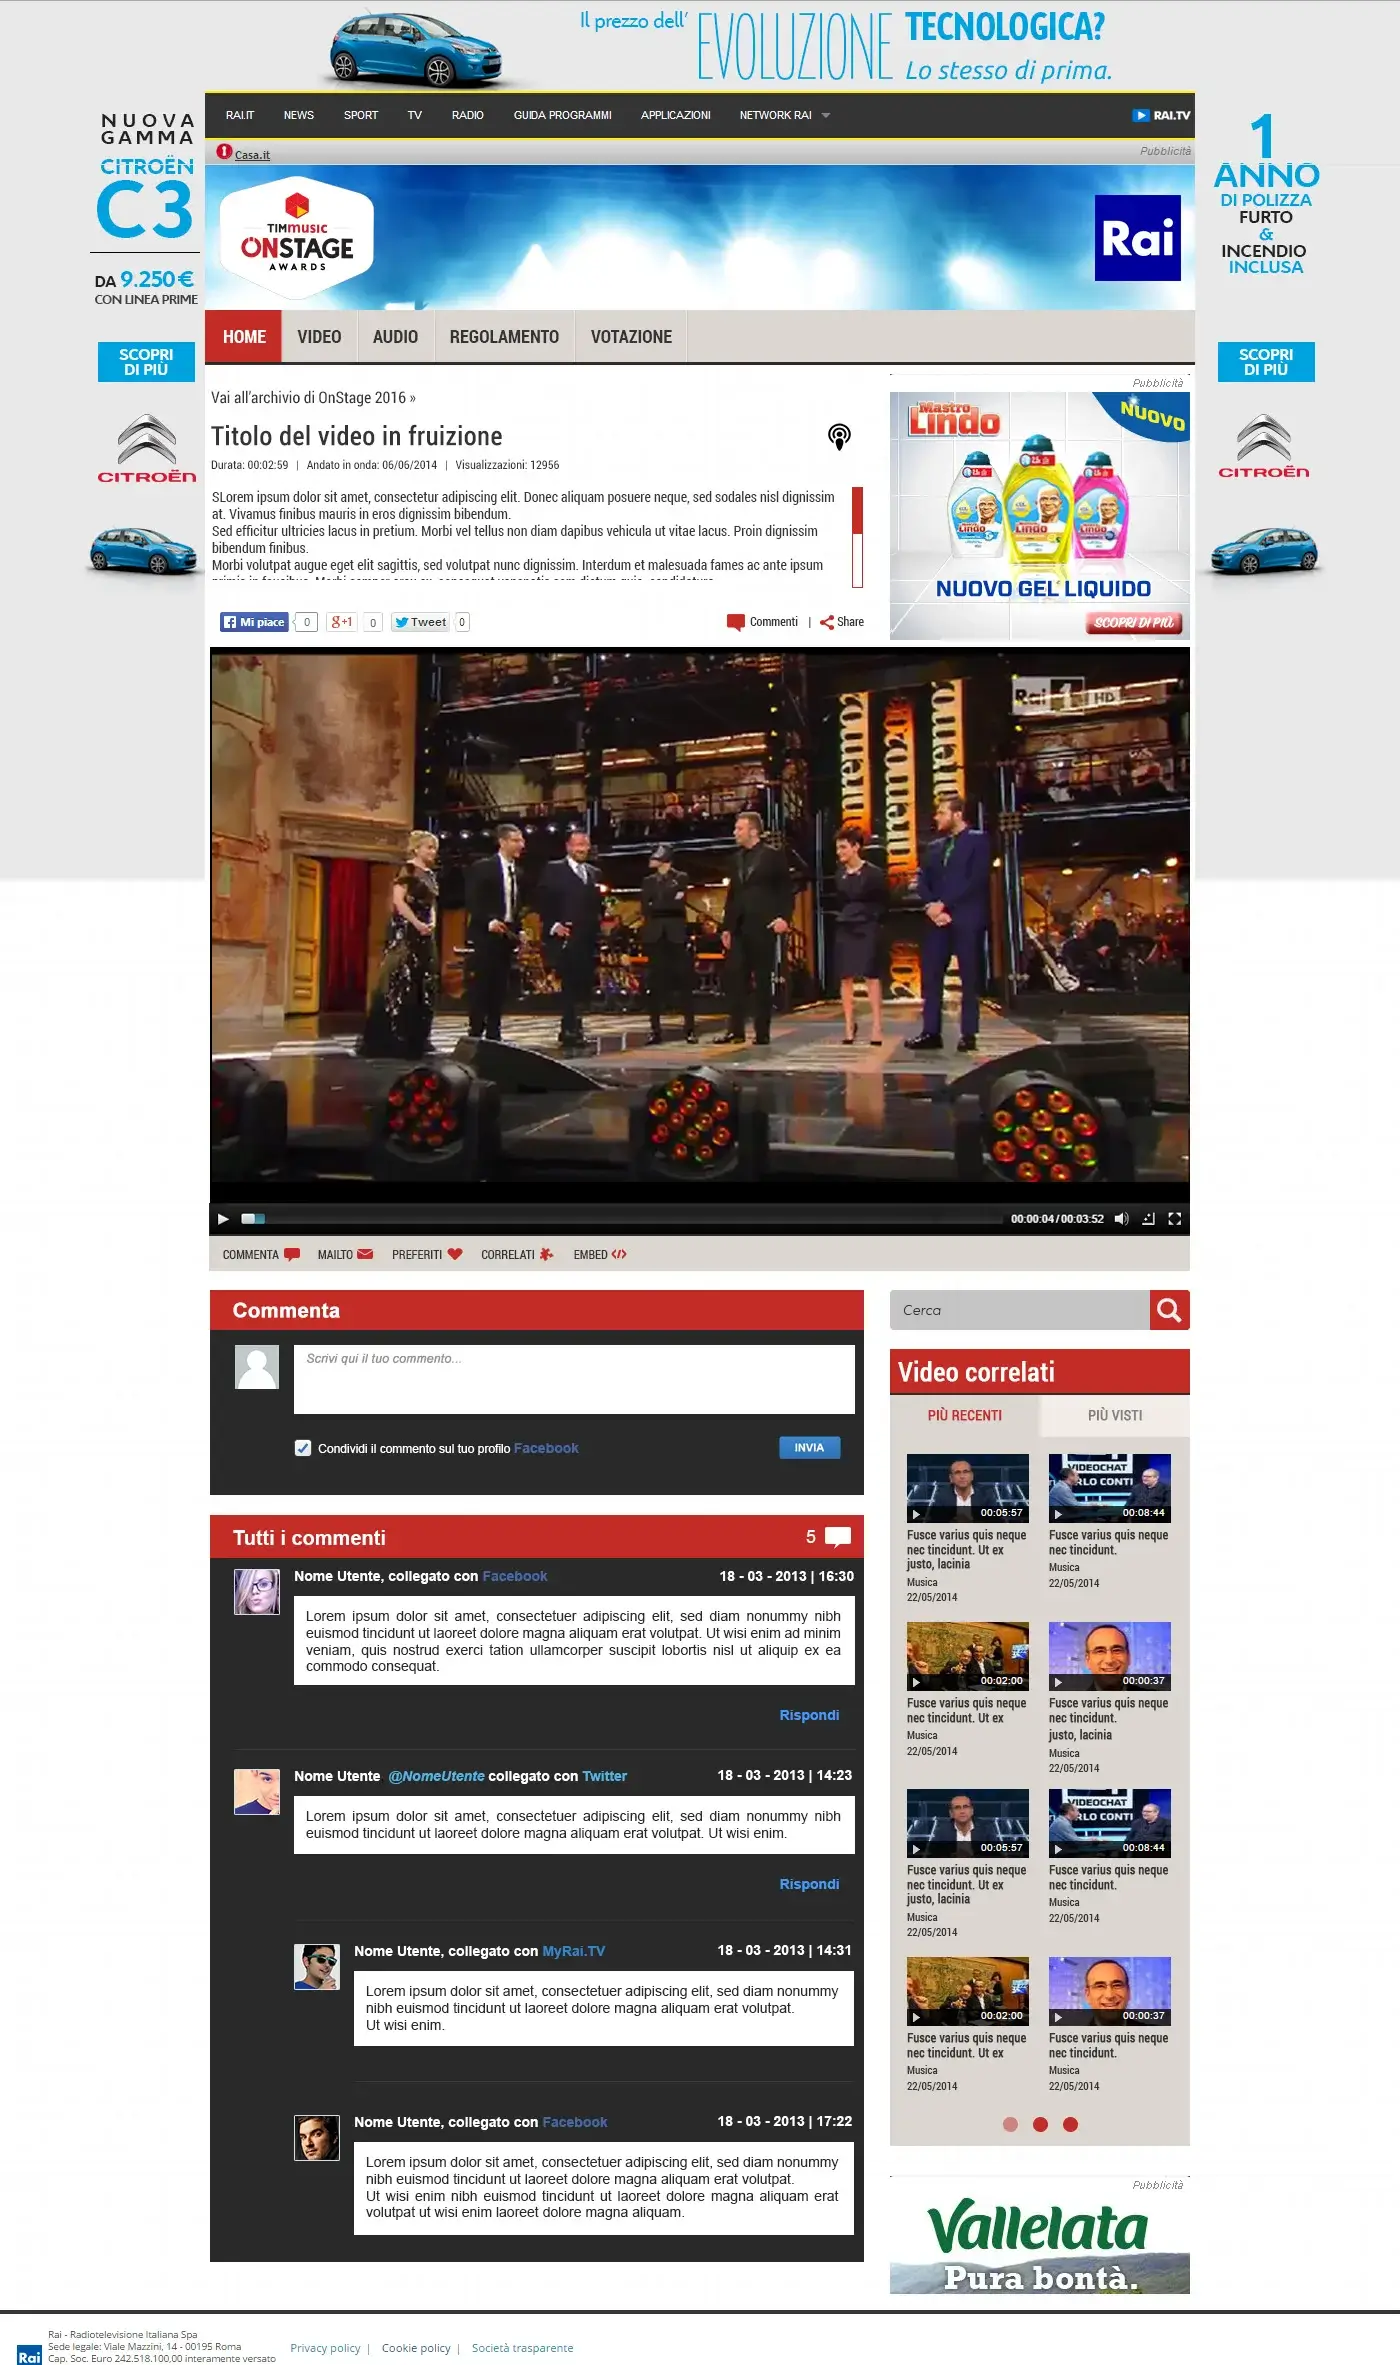 Il prezzo dell' EVOLUZIONE TECNOLOGICA?
Lo stesso di prima.
NUOVA
GAMMA
CITROËN
C3
DA 9.250 €
CON LINEA PRIME
SCOPRI
DI PIÙ
CITROËN
1
ANNO
DI POLIZZA
FURTO
&
INCENDIO
INCLUSA
SCOPRI
DI PIÙ
CITROËN
RAI.IT NEWS SPORT TV RADIO GUIDA PROGRAMMI APPLICAZIONI NETWORK RAI RAI.TV
Casa.it Pubblicità
TIMMUSIC
ONSTAGE
AWARDS
Rai
HOME VIDEO AUDIO REGOLAMENTO VOTAZIONE
Vai all'archivio di OnStage 2016 »
Titolo del video in fruizione
Durata: 00:02:59 | Andato in onda: 06/06/2014 | Visualizzazioni: 12956
SLorem ipsum dolor sit amet, consectetur adipiscing elit. Donec aliquam posuere neque, sed sodales nisl dignissim
at. Vivamus finibus mauris in eros dignissim bibendum.
Sed efficitur ultricies lacus in pretium. Morbi vel tellus non diam dapibus vehicula ut vitae lacus. Proin dignissim
bibendum finibus.
Morbi volutpat augue eget elit sagittis, sed volutpat nunc dignissim. Interdum et malesuada fames ac ante ipsum
Mi piace 0 g+1 0 Tweet 0
Commenti | Share
Pubblicità
Mastro
Lindo
NUOVO
Mastro
Lindo
NUOVO GEL LIQUIDO
SCOPRI DI PIÙ
Rai 1 HD
nremo2
anremo20
00:00:04/00:03:52
COMMENTA MAILTO PREFERITI CORRELATI EMBED
Commenta
Scrivi qui il tuo commento...
Condividi il commento sul tuo profilo Facebook
INVIA
Tutti i commenti 5
Nome Utente, collegato con Facebook 18 - 03 - 2013 | 16:30
Lorem ipsum dolor sit amet, consectetuer adipiscing elit, sed diam nonummy nibh
euismod tincidunt ut laoreet dolore magna aliquam erat volutpat. Ut wisi enim ad minim
veniam, quis nostrud exerci tation ullamcorper suscipit lobortis nisl ut aliquip ex ea
commodo consequat.
Rispondi
Nome Utente @NomeUtente collegato con Twitter 18 - 03 - 2013 | 14:23
Lorem ipsum dolor sit amet, consectetuer adipiscing elit, sed diam nonummy nibh
euismod tincidunt ut laoreet dolore magna aliquam erat volutpat. Ut wisi enim.
Rispondi
Nome Utente, collegato con MyRai.TV 18 - 03 - 2013 | 14:31
Lorem ipsum dolor sit amet, consectetuer adipiscing elit, sed diam nonummy
nibh euismod tincidunt ut laoreet dolore magna aliquam erat volutpat.
Ut wisi enim.
Nome Utente, collegato con Facebook 18 - 03 - 2013 | 17:22
Lorem ipsum dolor sit amet, consectetuer adipiscing elit, sed diam nonummy
nibh euismod tincidunt ut laoreet dolore magna aliquam erat volutpat.
Ut wisi enim nibh euismod tincidunt ut laoreet dolore magna aliquam erat
volutpat ut wisi enim laoreet dolore magna aliquam.
Cerca
Video correlati
PIÙ RECENTI PIÙ VISTI
00:05:57
Fusce varius quis neque
nec tincidunt. Ut ex
justo, lacinia
Musica
22/05/2014
VIDEOCHAT
RLO CONTI
00:08:44
Fusce varius quis neque
nec tincidunt.
Musica
22/05/2014
00:02:00
Fusce varius quis neque
nec tincidunt. Ut ex
Musica
22/05/2014
00:00:37
Fusce varius quis neque
nec tincidunt.
justo, lacinia
Musica
22/05/2014
00:05:57
Fusce varius quis neque
nec tincidunt. Ut ex
justo, lacinia
Musica
22/05/2014
VIDEOCHAT
RLO CONTI
00:08:44
Fusce varius quis neque
nec tincidunt.
Musica
22/05/2014
00:02:00
Fusce varius quis neque
nec tincidunt. Ut ex
Musica
22/05/2014
00:00:37
Fusce varius quis neque
nec tincidunt.
Musica
22/05/2014
Pubblicità
Vallelata
Pura bontà.
Rai
Rai - Radiotelevisione Italiana Spa
Sede legale: Viale Mazzini, 14 - 00195 Roma
Cap. Soc. Euro 242.518.100,00 interamente versato
Privacy policy | Cookie policy | Società trasparente